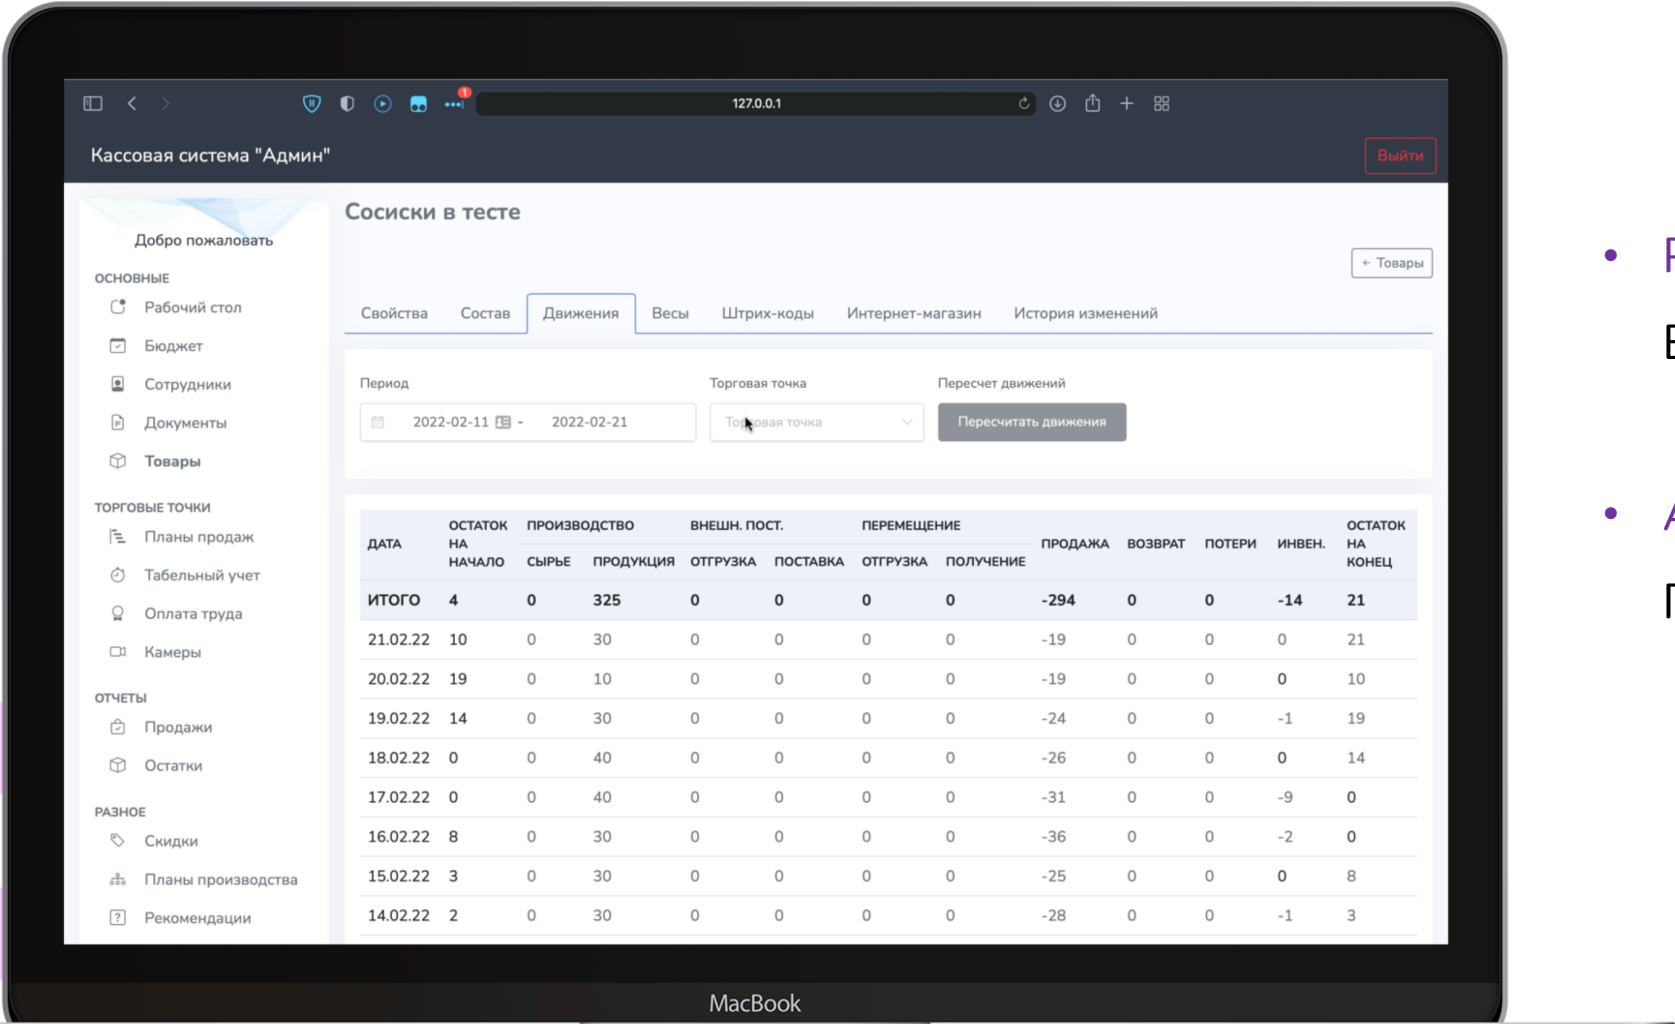 1
127.0.0.1
Кассовая система "Админ"
Выйти
Добро пожаловать
ОСНОВНЫЕ
Рабочий стол
Бюджет
Сотрудники
Документы
Товары
ТОРГОВЫЕ ТОЧКИ
Планы продаж
Табельный учет
Оплата труда
Камеры
ОТЧЕТЫ
Продажи
Остатки
РАЗНОЕ
Скидки
Планы производства
Рекомендации
Сосиски в тесте
← Товары
Свойства Состав Движения Весы Штрих-коды Интернет-магазин История изменений
Период Торговая точка Пересчет движений
2022-02-11 - 2022-02-21 Торговая точка Пересчитать движения
ДАТА ОСТАТОК НА НАЧАЛО ПРОИЗВОДСТВО ВНЕШН. ПОСТ. ПЕРЕМЕЩЕНИЕ ПРОДАЖА ВОЗВРАТ ПОТЕРИ ИНВЕН. ОСТАТОК НА КОНЕЦ
СЫРЬЕ ПРОДУКЦИЯ ОТГРУЗКА ПОСТАВКА ОТГРУЗКА ПОЛУЧЕНИЕ
ИТОГО 4 0 325 0 0 0 0 -294 0 0 -14 21
21.02.22 10 0 30 0 0 0 0 -19 0 0 0 21
20.02.22 19 0 10 0 0 0 0 -19 0 0 0 10
19.02.22 14 0 30 0 0 0 0 -24 0 0 -1 19
18.02.22 0 0 40 0 0 0 0 -26 0 0 0 14
17.02.22 0 0 40 0 0 0 0 -31 0 0 -9 0
16.02.22 8 0 30 0 0 0 0 -36 0 0 -2 0
15.02.22 3 0 30 0 0 0 0 -25 0 0 0 8
14.02.22 2 0 30 0 0 0 0 -28 0 0 -1 3
MacBook